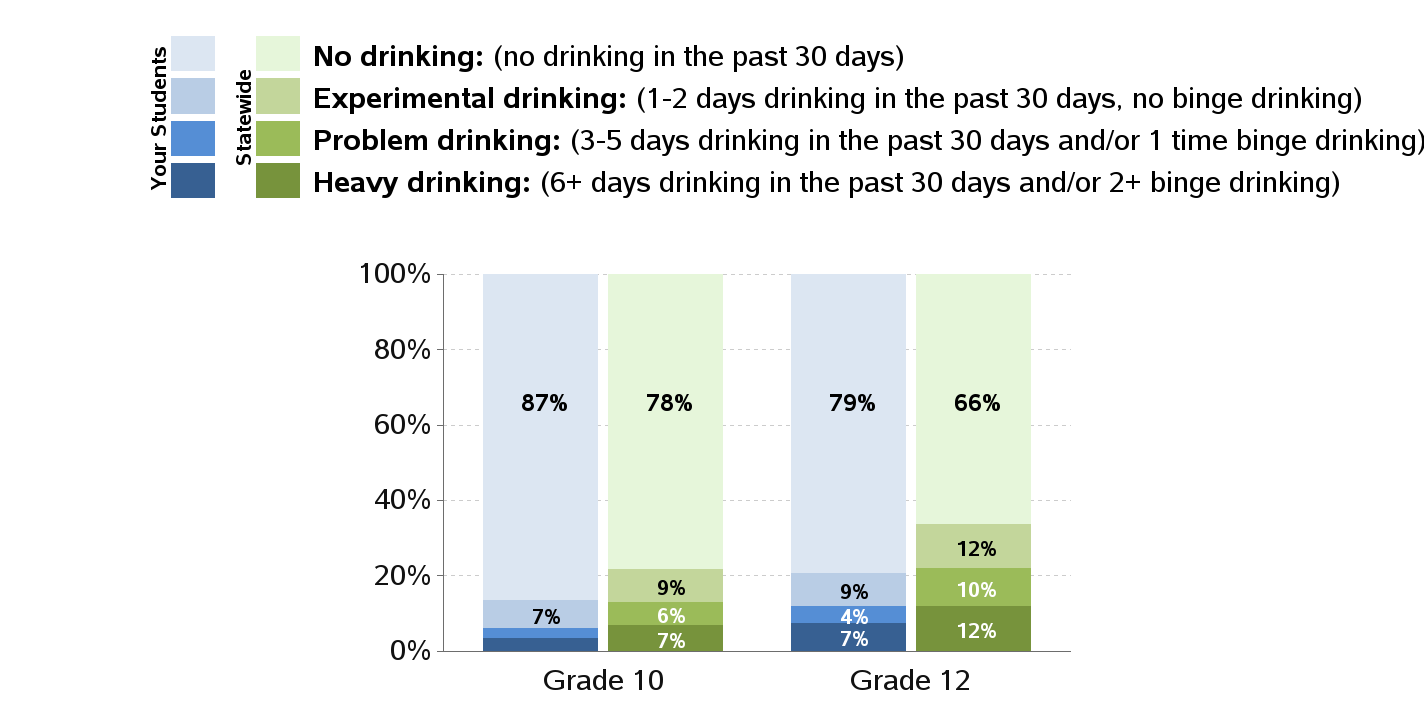 Your Students
Statewide
No drinking: (no drinking in the past 30 days)
Experimental drinking: (1-2 days drinking in the past 30 days, no binge drinking)
Problem drinking: (3-5 days drinking in the past 30 days and/or 1 time binge drinking)
Heavy drinking: (6+ days drinking in the past 30 days and/or 2+ binge drinking)
100%
80%
87% 78% 79% 66%
60%
40%
12%
20%
9% 9% 10%
7% 6% 4%
7% 7% 12%
0%
Grade 10 Grade 12